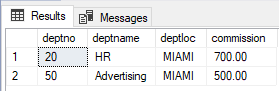 Results Messages
deptno deptname deptloc commission
1 20 HR MIAMI 700.00
2 50 Advertising MIAMI 500.00